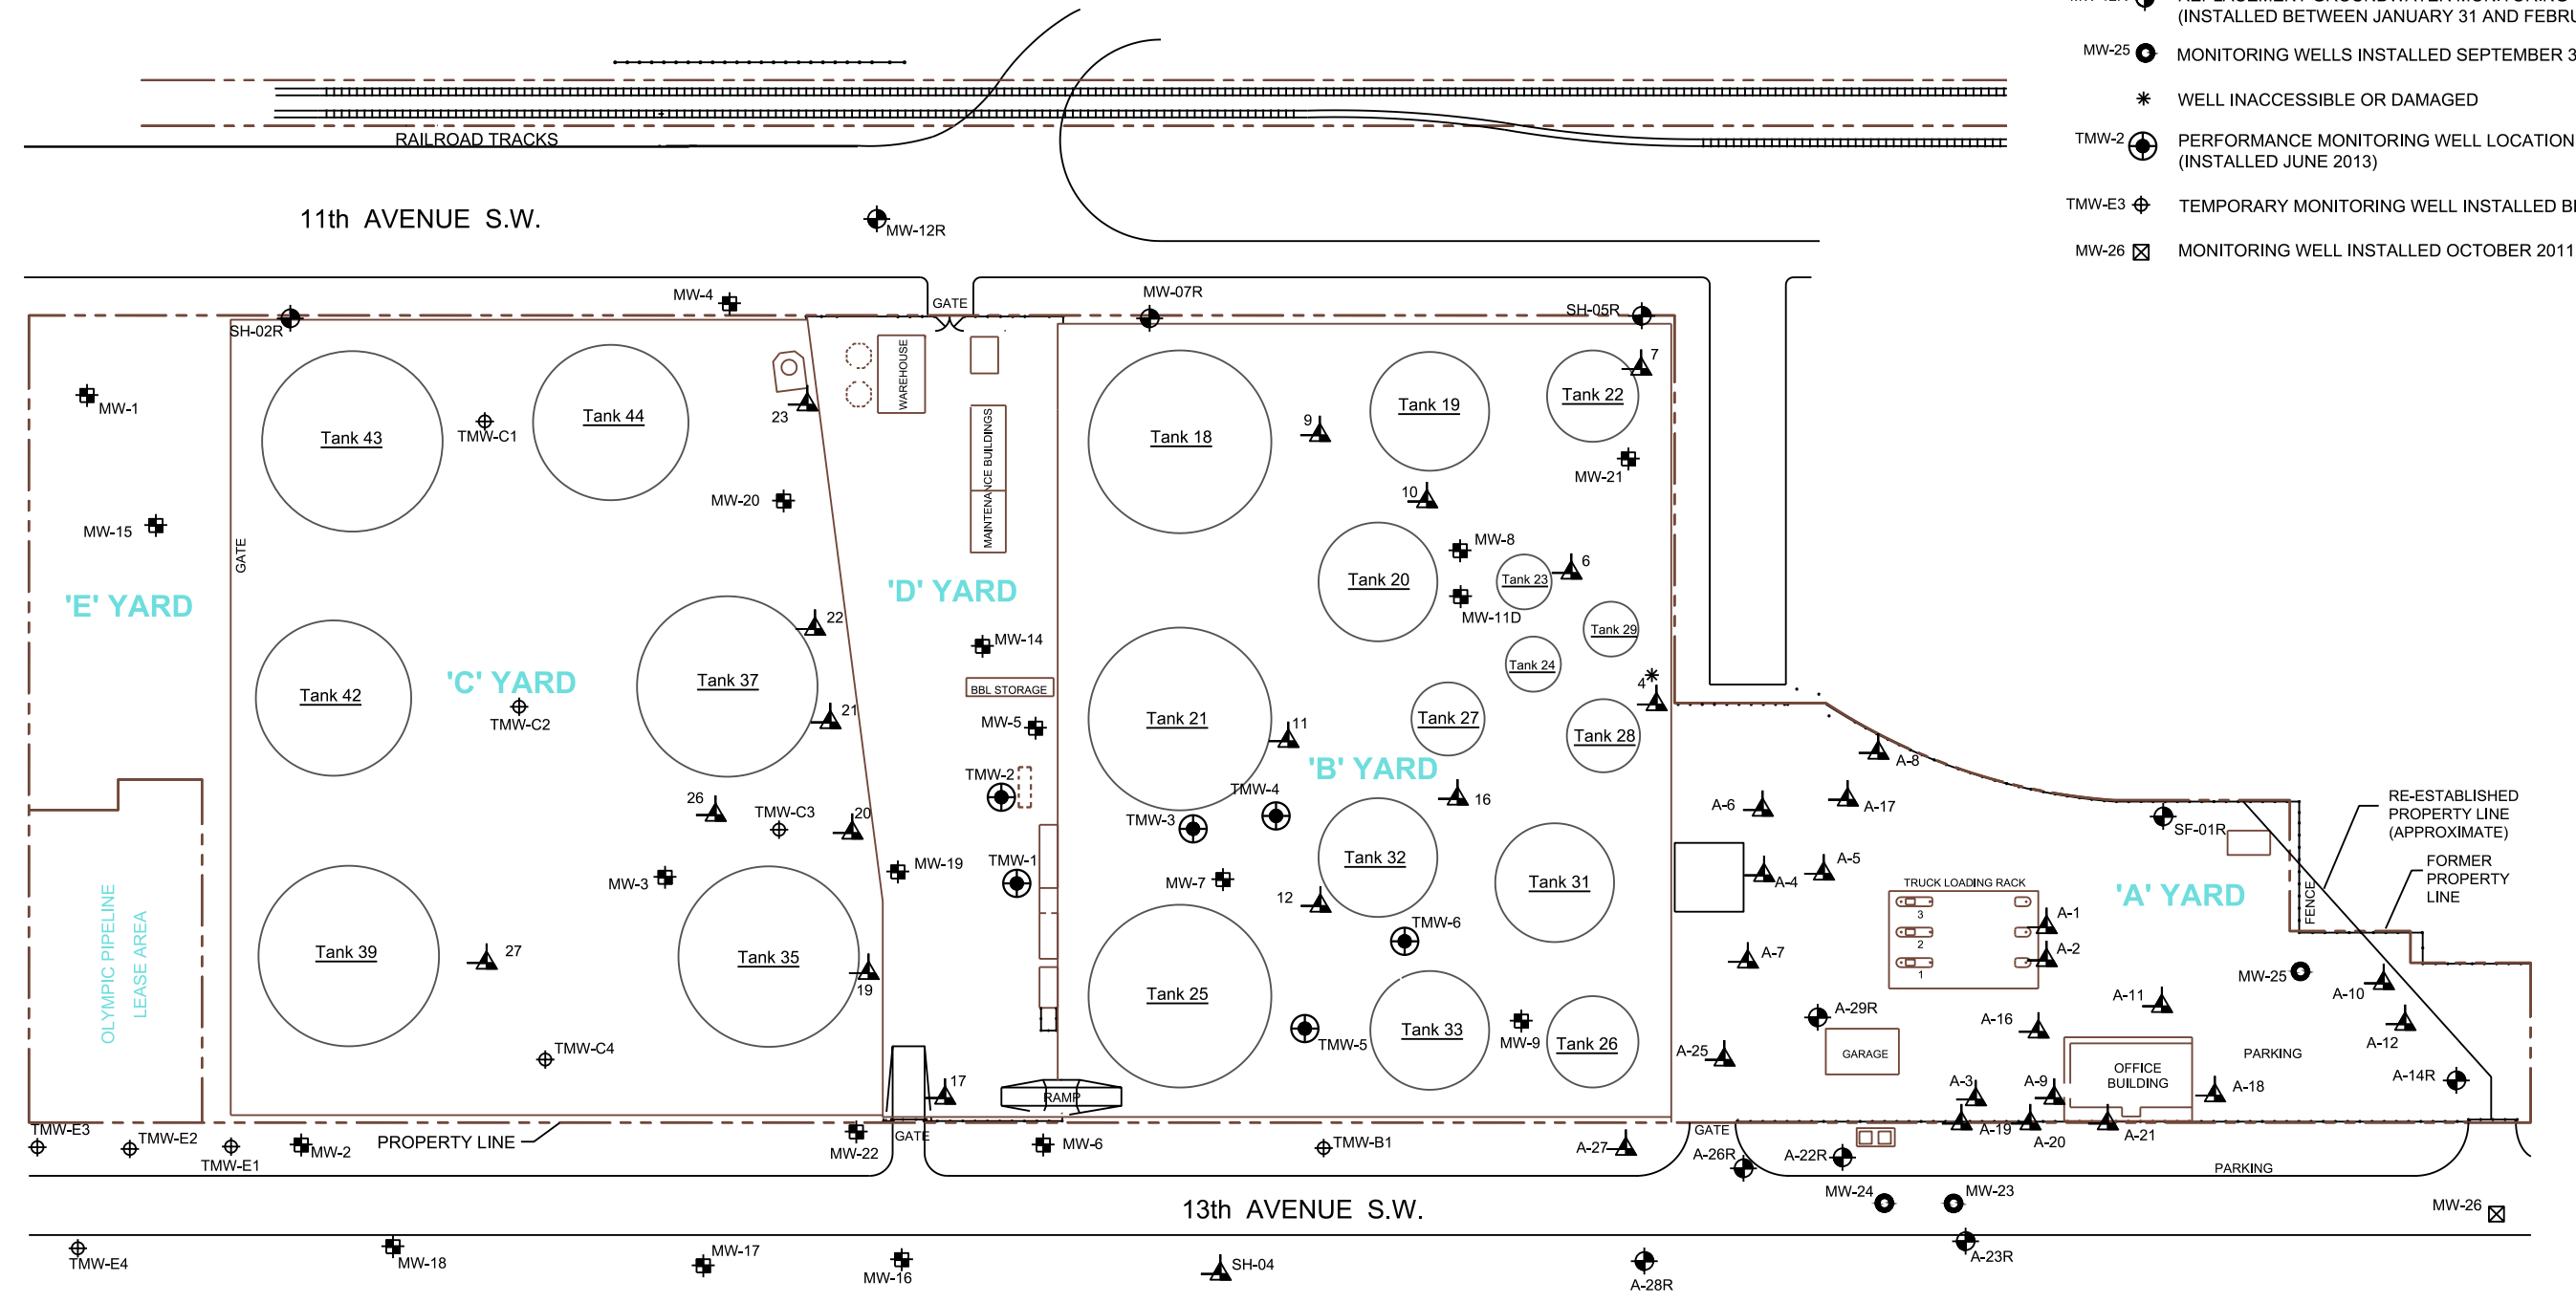 (INSTALLED BETWEEN JANUARY 31 AND
MW-25 MONITORING WELLS INSTALLED SEPTEMBER
WELL INACCESSIBLE OR DAMAGED
TMW-2 PERFORMANCE MONITORING WELL LOCATION
(INSTALLED JUNE 2013)
TMW-E3 TEMPORARY MONITORING WELL INSTALLED
MW-26 MONITORING WELL INSTALLED OCTOBER 2011
RAILROAD TRACKS
11th AVENUE S.W.
MW-12R
MW-4
GATE
MW-07R
SH-05R
SH-02R
7
WAREHOUSE
Tank 22
Tank 19
MW-1
23
9
Tank 43
Tank 44
TMW-C1
Tank 18
MAINTENANCE BUILDINGS
MW-21
MW-20
10
MW-15
GATE
MW-8
6
Tank 20
Tank 23
'E' YARD
'D' YARD
MW-11D
22
Tank 29
MW-14
Tank 24
'C' YARD
Tank 37
BBL STORAGE
4
Tank 42
21
TMW-C2
MW-5
Tank 21
11
Tank 27
Tank 28
'B' YARD
A-8
TMW-2
TMW-4
26
TMW-C3
20
16
A-6
A-17
TMW-3
SF-01R
RE-ESTABLISHED
PROPERTY LINE
(APPROXIMATE)
FORMER
PROPERTY
LINE
MW-19
TMW-1
Tank 32
A-5
MW-3
MW-7
Tank 31
A-4
TRUCK LOADING RACK
'A' YARD
FENCE
12
3
2
1
A-1
A-2
TMW-6
OLYMPIC PIPELINE
LEASE AREA
Tank 39
27
Tank 35
19
A-7
MW-25
A-10
Tank 25
A-11
A-29R
A-16
A-12
Tank 33
MW-9
Tank 26
TMW-5
TMW-C4
A-25
GARAGE
OFFICE
BUILDING
PARKING
A-14R
17
RAMP
A-3
A-9
A-18
TMW-E3
TMW-E2
TMW-E1
MW-2
PROPERTY LINE
MW-22
GATE
MW-6
TMW-B1
A-27
GATE
A-19
A-20
A-21
A-26R
A-22R
PARKING
MW-24
MW-23
13th AVENUE S.W.
MW-26
TMW-E4
MW-18
MW-17
MW-16
SH-04
A-28R
A-23R